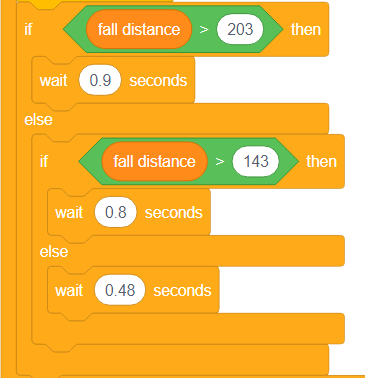 if fall distance > 203 then
wait 0.9 seconds
else
if fall distance > 143 then
wait 0.8 seconds
else
wait 0.48 seconds